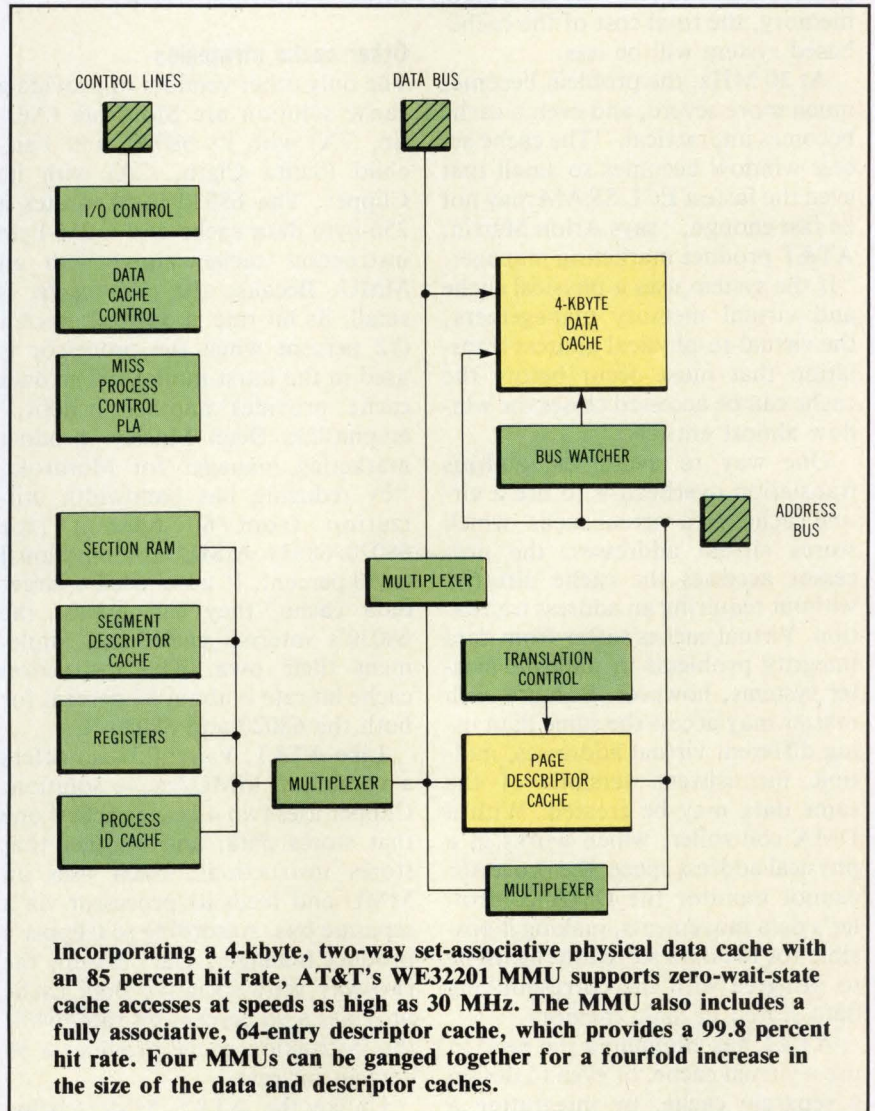 CONTROL LINES
DATA BUS
I/O CONTROL
DATA
CACHE
CONTROL
MISS
PROCESS
CONTROL
PLA
4-KBYTE
DATA
CACHE
BUS WATCHER
ADDRESS
BUS
SECTION RAM
MULTIPLEXER
SEGMENT
DESCRIPTOR
CACHE
TRANSLATION
CONTROL
REGISTERS
MULTIPLEXER
PAGE
DESCRIPTOR
CACHE
PROCESS
ID CACHE
MULTIPLEXER
Incorporating a 4-kbyte, two-way set-associative physical data cache with
an 85 percent hit rate, AT&T's WE32201 MMU supports zero-wait-state
cache accesses at speeds as high as 30 MHz. The MMU also includes a
fully associative, 64-entry descriptor cache, which provides a 99.8 percent
hit rate. Four MMUs can be ganged together for a fourfold increase in
the size of the data and descriptor caches.